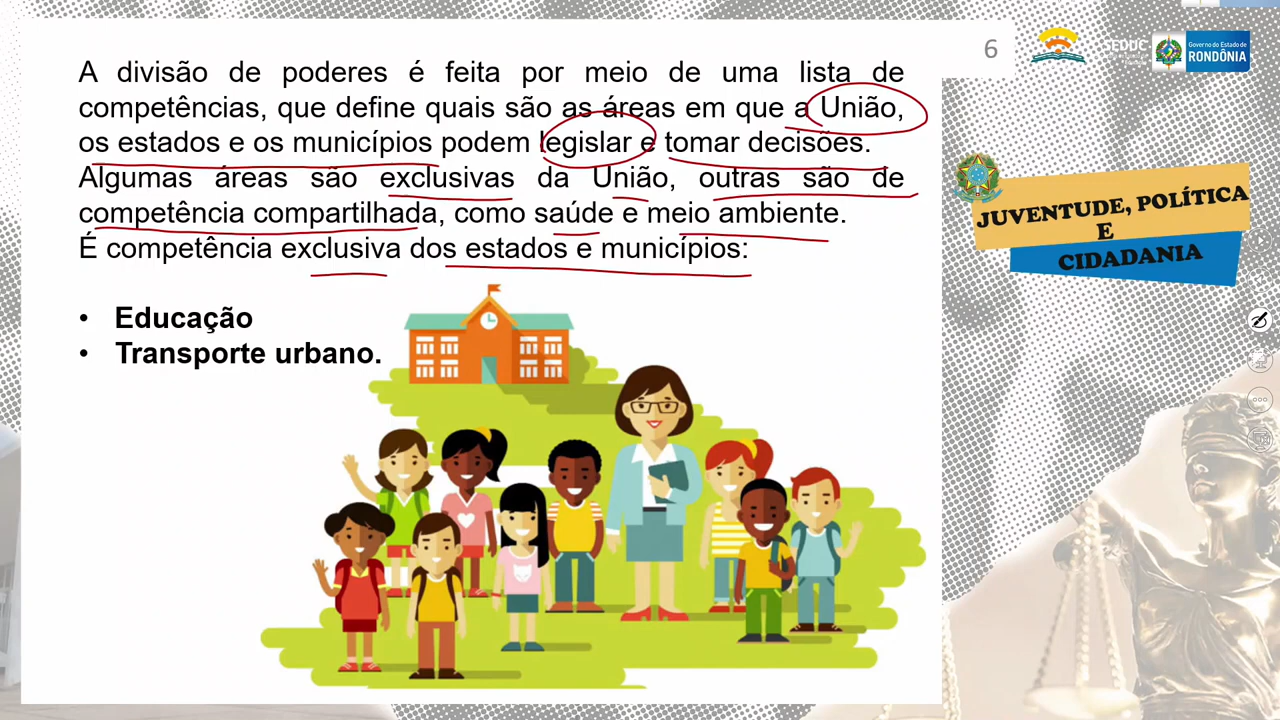 A divisão de poderes é feita por meio de uma lista de
competências, que define quais são as áreas em que a União,
os estados e os municípios podem legislar e tomar decisões.
Algumas áreas são exclusivas da União, outras são de
competência compartilhada, como saúde e meio ambiente.
É competência exclusiva dos estados e municípios:
• Educação
• Transporte urbano.
6
SEDUC
Governo do Estado de
RONDÔNIA
JUVENTUDE, POLÍTICA
E
CIDADANIA